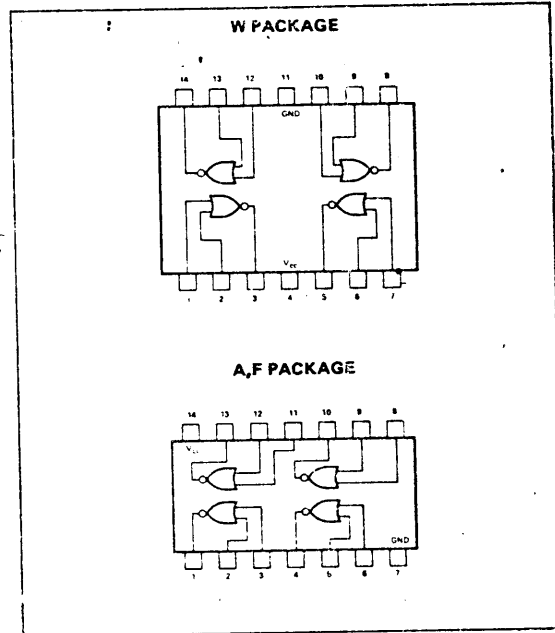 W PACKAGE
14 13 12 11 10 9 8
GND
VCC
1 2 3 4 5 6 7
A,F PACKAGE
14 13 12 11 10 9 8
VCC
GND
1 2 3 4 5 6 7